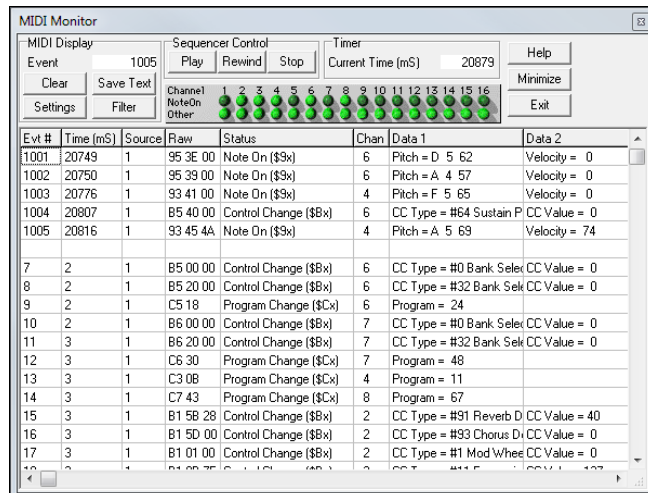 MIDI Monitor
MIDI Display
Event 1005
Clear Save Text
Settings Filter
Sequencer Control
Play Rewind Stop
Timer
Current Time (mS) 20879
Help
Minimize
Exit
Channel 1 2 3 4 5 6 7 8 9 10 11 12 13 14 15 16
NoteOn
Other
Evt # Time (mS) Source Raw Status Chan Data 1 Data 2
1001 20749 1 95 3E 00 Note On ($9x) 6 Pitch = D 5 62 Velocity = 0
1002 20750 1 95 39 00 Note On ($9x) 6 Pitch = A 4 57 Velocity = 0
1003 20776 1 93 41 00 Note On ($9x) 4 Pitch = F 5 65 Velocity = 0
1004 20807 1 B5 40 00 Control Change ($Bx) 6 CC Type = #64 Sustain P CC Value = 0
1005 20816 1 93 45 4A Note On ($9x) 4 Pitch = A 5 69 Velocity = 74
7 2 1 B5 00 00 Control Change ($Bx) 6 CC Type = #0 Bank Selec CC Value = 0
8 2 1 B5 20 00 Control Change ($Bx) 6 CC Type = #32 Bank Sele CC Value = 0
9 2 1 C5 18 Program Change ($Cx) 6 Program = 24
10 2 1 B6 00 00 Control Change ($Bx) 7 CC Type = #0 Bank Selec CC Value = 0
11 3 1 B6 20 00 Control Change ($Bx) 7 CC Type = #32 Bank Sele CC Value = 0
12 3 1 C6 30 Program Change ($Cx) 7 Program = 48
13 3 1 C3 0B Program Change ($Cx) 4 Program = 11
14 3 1 C7 43 Program Change ($Cx) 8 Program = 67
15 3 1 B1 5B 28 Control Change ($Bx) 2 CC Type = #91 Reverb D CC Value = 40
16 3 1 B1 5D 00 Control Change ($Bx) 2 CC Type = #93 Chorus D CC Value = 0
17 3 1 B1 01 00 Control Change ($Bx) 2 CC Type = #1 Mod Whee CC Value = 0